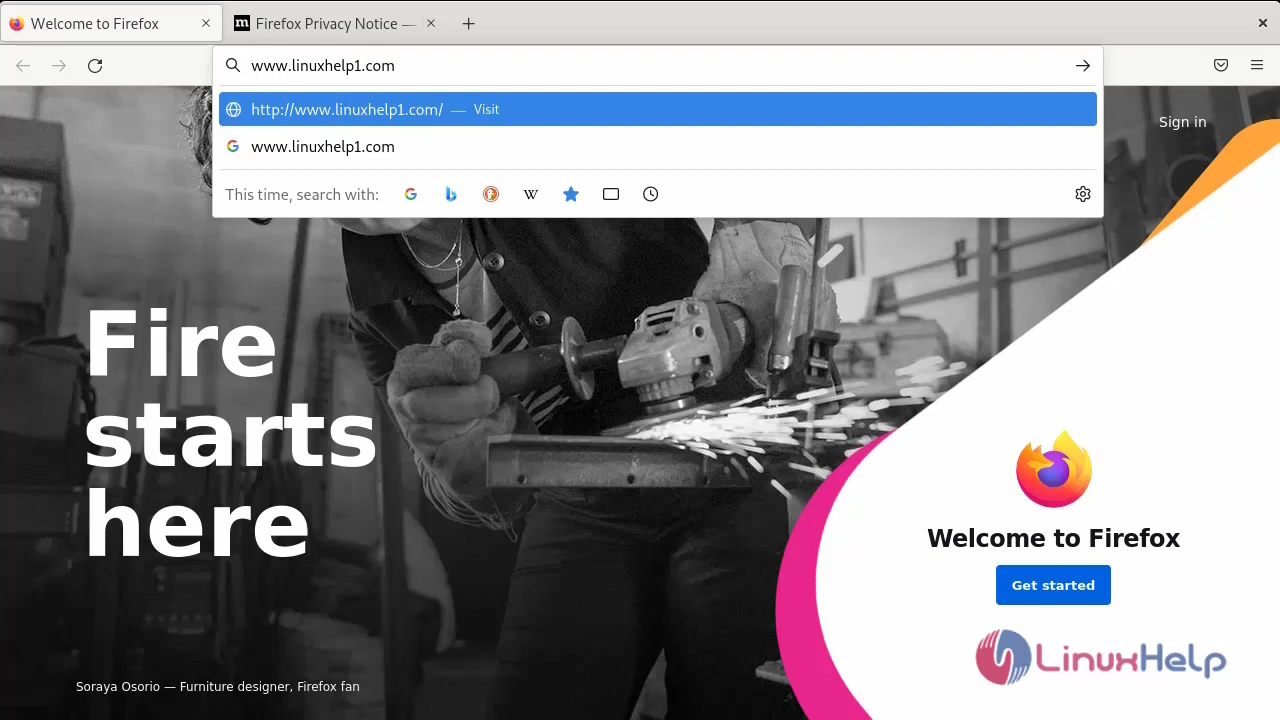 Welcome to Firefox
Firefox Privacy Notice —
www.linuxhelp1.com
http://www.linuxhelp1.com/ — Visit
www.linuxhelp1.com
This time, search with:
Sign in
Fire
starts
here
Welcome to Firefox
Get started
LinuxHelp
Soraya Osorio — Furniture designer, Firefox fan